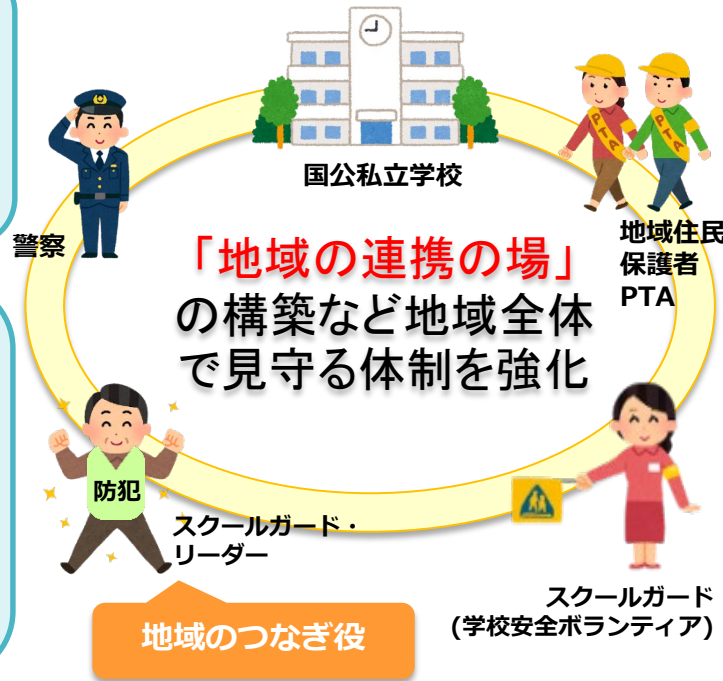 国公私立学校
警察
PTA
PTA
地域住民
保護者
PTA
「地域の連携の場」
の構築など地域全体
で見守る体制を強化
防犯
スクールガード・
リーダー
地域のつなぎ役
スクールガード
(学校安全ボランティア)